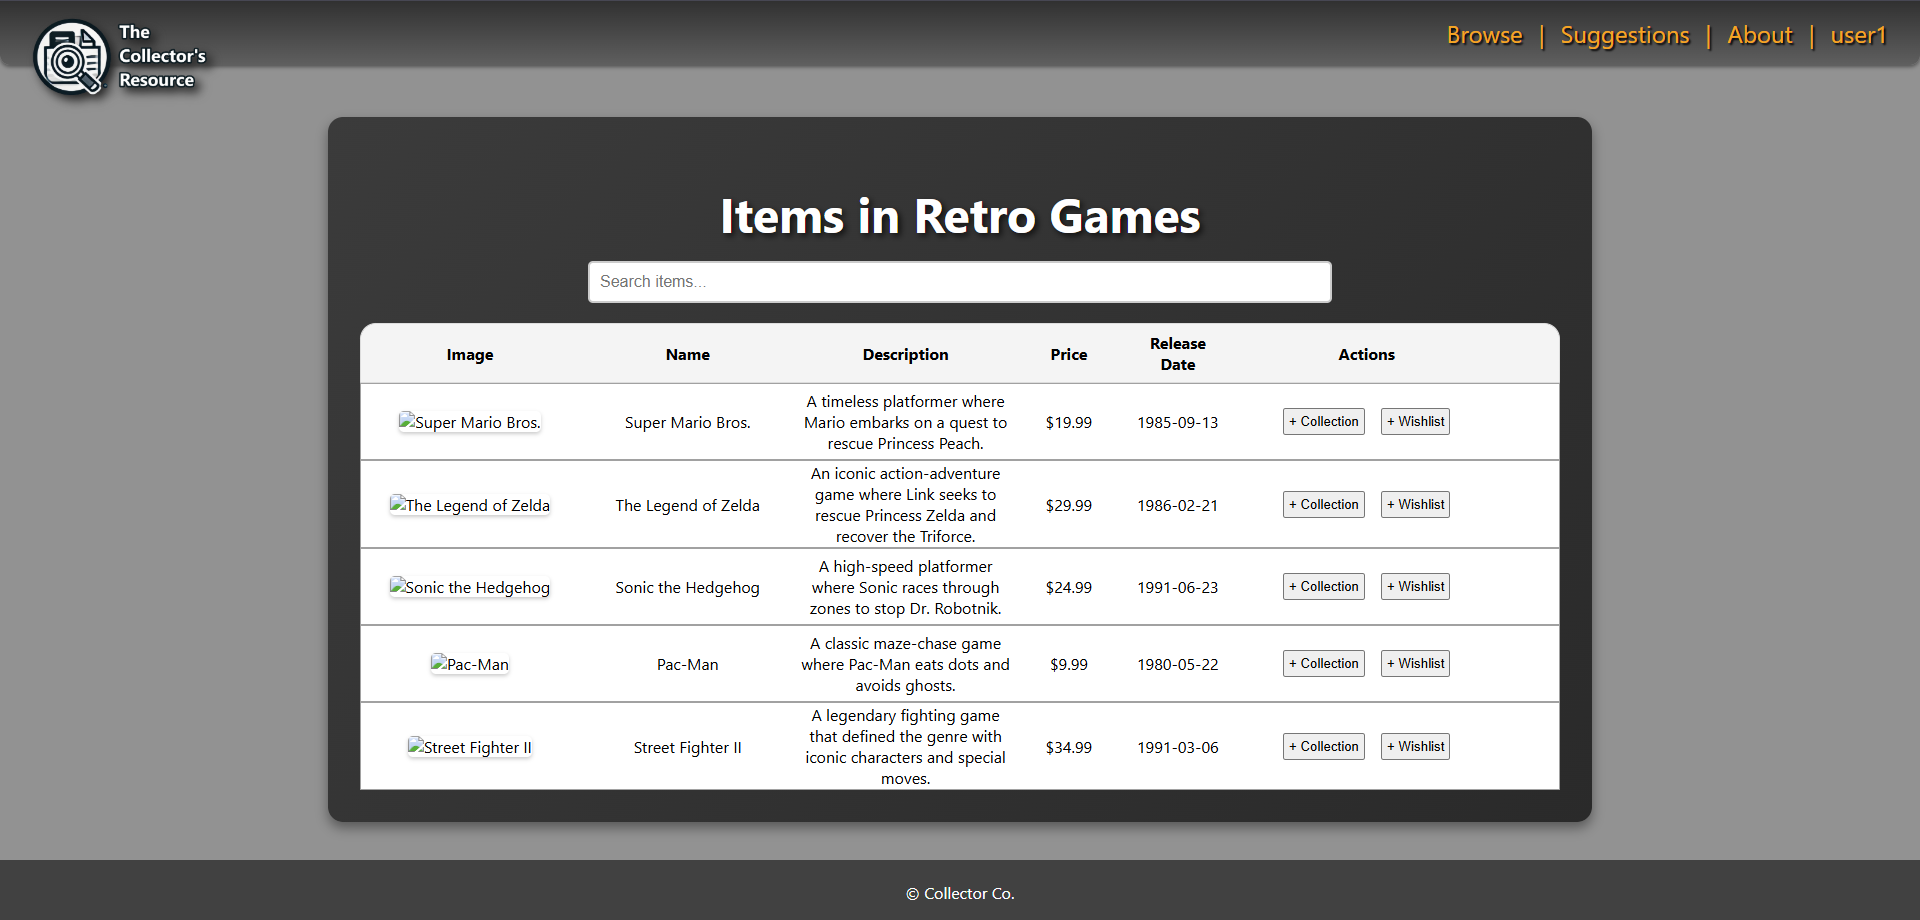 The
Collector's
Resource
Browse | Suggestions | About | user1
Items in Retro Games
Search items...
Image Name Description Price Release Date Actions
Super Mario Bros. Super Mario Bros. A timeless platformer where
Mario embarks on a quest to
rescue Princess Peach. $19.99 1985-09-13 + Collection + Wishlist
The Legend of Zelda The Legend of Zelda An iconic action-adventure
game where Link seeks to
rescue Princess Zelda and
recover the Triforce. $29.99 1986-02-21 + Collection + Wishlist
Sonic the Hedgehog Sonic the Hedgehog A high-speed platformer
where Sonic races through
zones to stop Dr. Robotnik. $24.99 1991-06-23 + Collection + Wishlist
Pac-Man Pac-Man A classic maze-chase game
where Pac-Man eats dots and
avoids ghosts. $9.99 1980-05-22 + Collection + Wishlist
Street Fighter II Street Fighter II A legendary fighting game
that defined the genre with
iconic characters and special
moves. $34.99 1991-03-06 + Collection + Wishlist
© Collector Co.